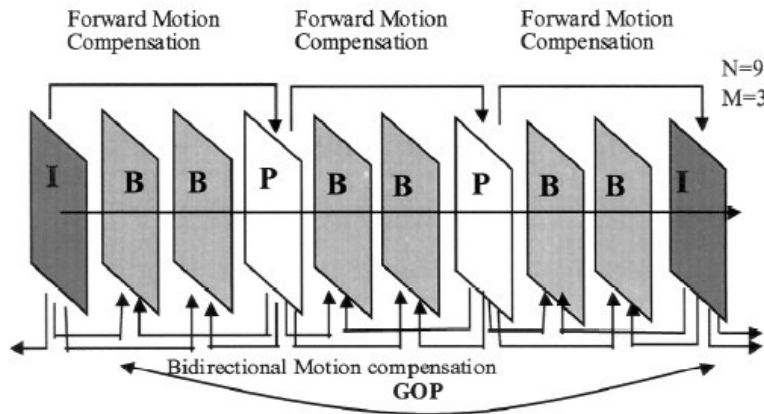 Forward Motion
Compensation
Forward Motion
Compensation
Forward Motion
Compensation
N=9
M=3
I
B
B
P
B
B
P
B
B
I
Bidirectional Motion compensation
GOP